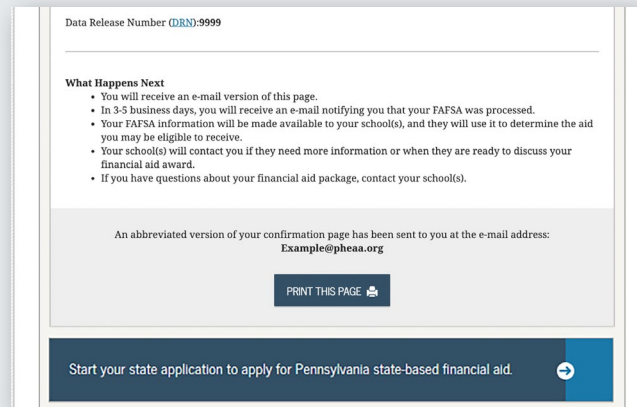 Data Release Number (DRN):9999
What Happens Next
• You will receive an e-mail version of this page.
• In 3-5 business days, you will receive an e-mail notifying you that your FAFSA was processed.
• Your FAFSA information will be made available to your school(s), and they will use it to determine the aid
you may be eligible to receive.
• Your school(s) will contact you if they need more information or when they are ready to discuss your
financial aid award.
• If you have questions about your financial aid package, contact your school(s).
An abbreviated version of your confirmation page has been sent to you at the e-mail address:
Example@pheaa.org
PRINT THIS PAGE
Start your state application to apply for Pennsylvania state-based financial aid.